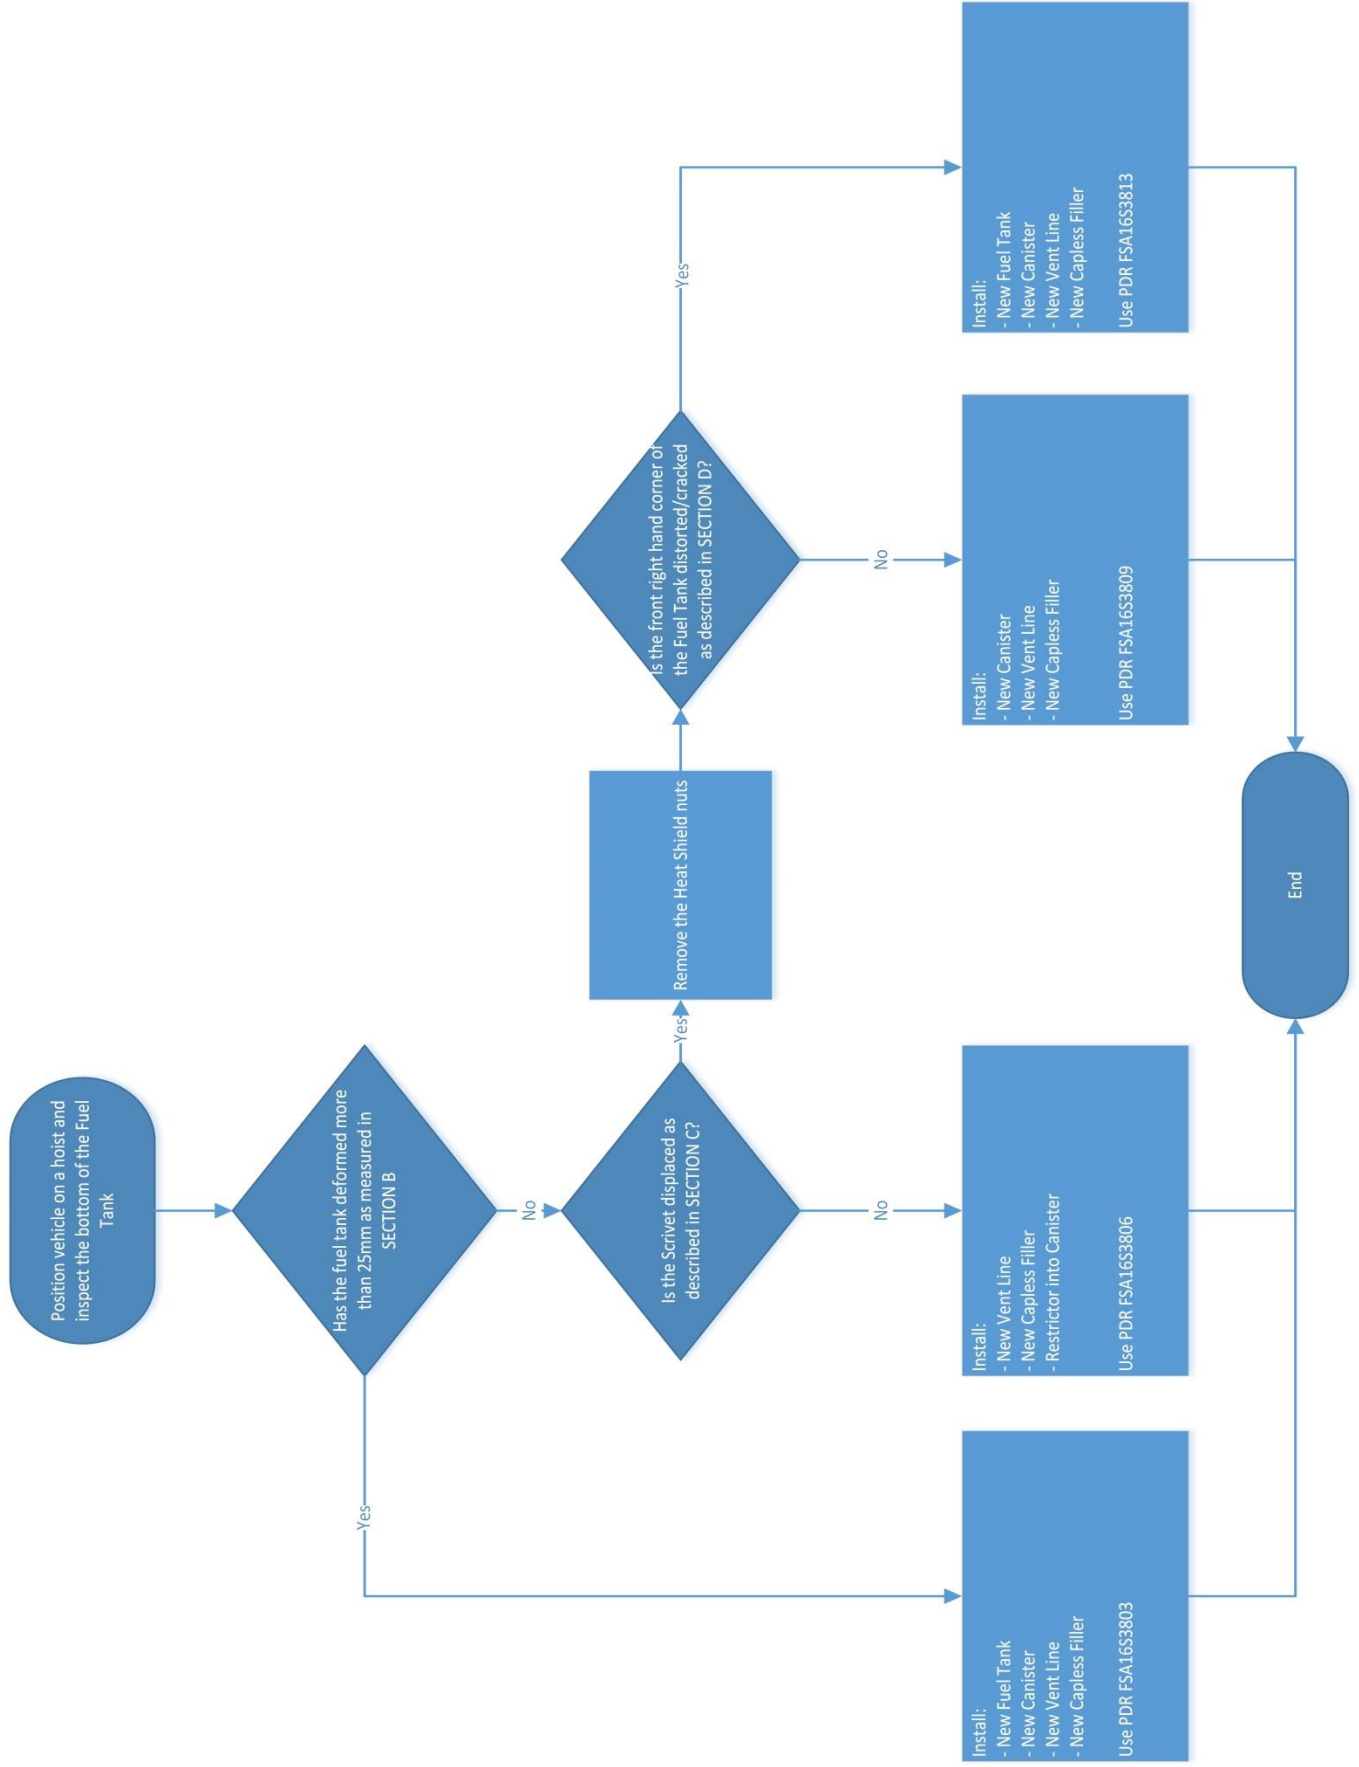 Position vehicle on a hoist and
inspect the bottom of the Fuel
Tank
Has the fuel tank deformed more
than 25mm as measured in
SECTION B
Yes
No
Is the Scrivet displaced as
described in SECTION C?
Yes
No
Remove the Heat Shield nuts
Is the front right hand corner of
the Fuel Tank distorted/cracked
as described in SECTION D?
Yes
No
Install:
- New Fuel Tank
- New Canister
- New Vent Line
- New Capless Filler
Use PDR FSA16S3803
Install:
- New Vent Line
- New Capless Filler
- Restrictor into Canister
Use PDR FSA16S3806
Install:
- New Canister
- New Vent Line
- New Capless Filler
Use PDR FSA16S3809
Install:
- New Fuel Tank
- New Canister
- New Vent Line
- New Capless Filler
Use PDR FSA16S3813
End